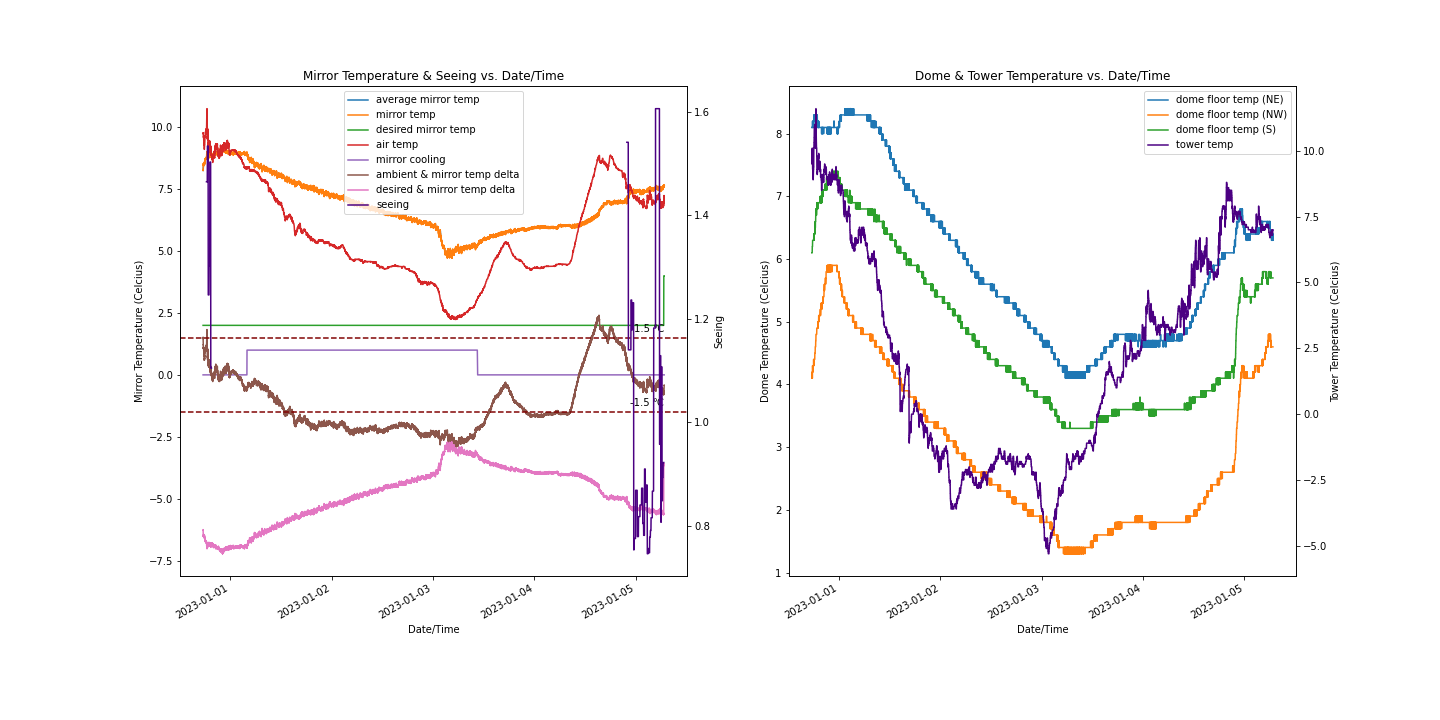 Mirror Temperature & Seeing vs. Date/Time
average mirror temp
mirror temp
desired mirror temp
air temp
mirror cooling
ambient & mirror temp delta
desired & mirror temp delta
seeing
10.0
7.5
5.0
2.5
0.0
−2.5
−5.0
−7.5
Mirror Temperature (Celcius)
1.6
1.4
1.2
1.0
0.8
Seeing
1.5 °C
-1.5 °C
2023-01-01
2023-01-02
2023-01-03
2023-01-04
2023-01-05
Date/Time
Dome & Tower Temperature vs. Date/Time
dome floor temp (NE)
dome floor temp (NW)
dome floor temp (S)
tower temp
8
7
6
5
4
3
2
1
Dome Temperature (Celcius)
10.0
7.5
5.0
2.5
0.0
−2.5
−5.0
Tower Temperature (Celcius)
2023-01-01
2023-01-02
2023-01-03
2023-01-04
2023-01-05
Date/Time